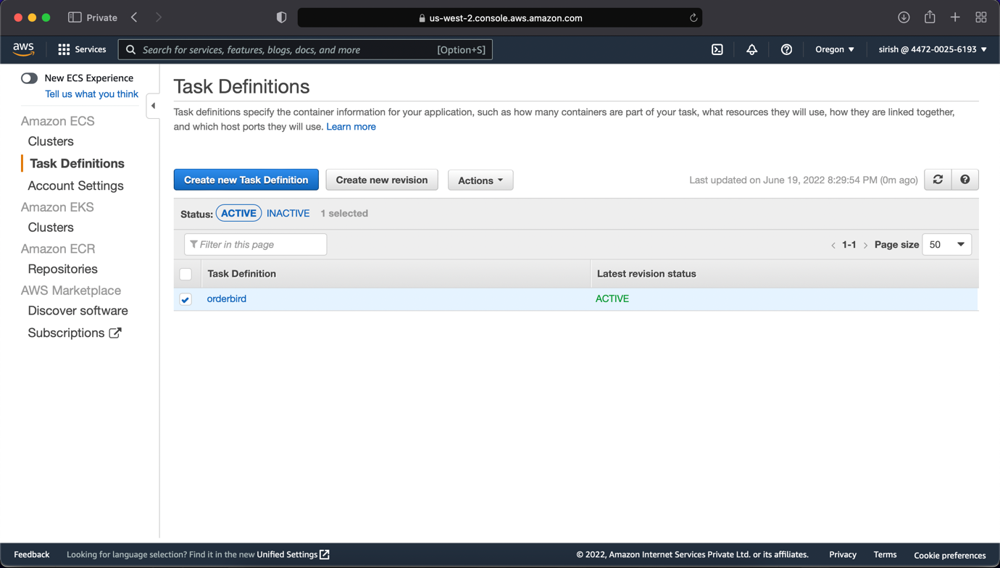 Private
us-west-2.console.aws.amazon.com
aws
Services
Search for services, features, blogs, docs, and more
[Option+S]
Oregon
sirish @ 4472-0025-6193
New ECS Experience
Tell us what you think
Amazon ECS
Clusters
Task Definitions
Account Settings
Amazon EKS
Clusters
Amazon ECR
Repositories
AWS Marketplace
Discover software
Subscriptions
Task Definitions
Task definitions specify the container information for your application, such as how many containers are part of your task, what resources they will use, how they are linked together,
and which host ports they will use. Learn more
Create new Task Definition
Create new revision
Actions
Last updated on June 19, 2022 8:29:54 PM (0m ago)
Status: ACTIVE INACTIVE 1 selected
Filter in this page
1-1
Page size 50
Task Definition
Latest revision status
orderbird
ACTIVE
Feedback
Looking for language selection? Find it in the new Unified Settings
© 2022, Amazon Internet Services Private Ltd. or its affiliates.
Privacy
Terms
Cookie preferences